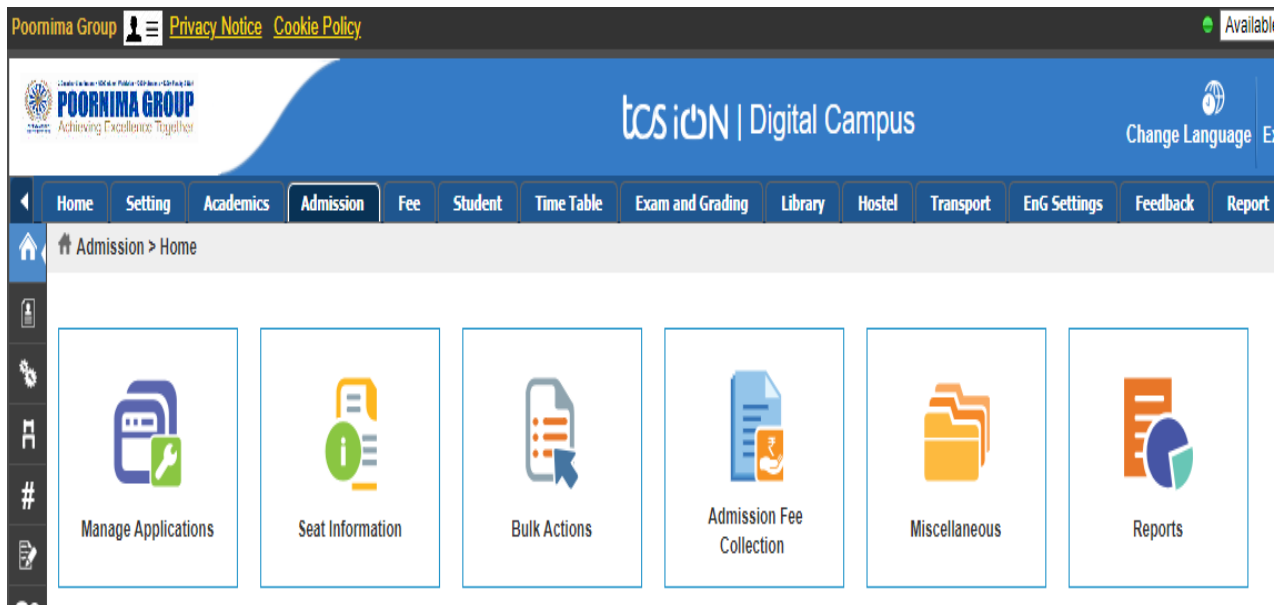 Poornima Group Privacy Notice Cookie Policy
Available
POORNIMA GROUP
Achieving Excellence Together
tcs iON | Digital Campus
Change Language
Home Setting Academics Admission Fee Student Time Table Exam and Grading Library Hostel Transport EnG Settings Feedback Report
Admission > Home
#
Manage Applications
Seat Information
Bulk Actions
Admission Fee
Collection
Miscellaneous
Reports